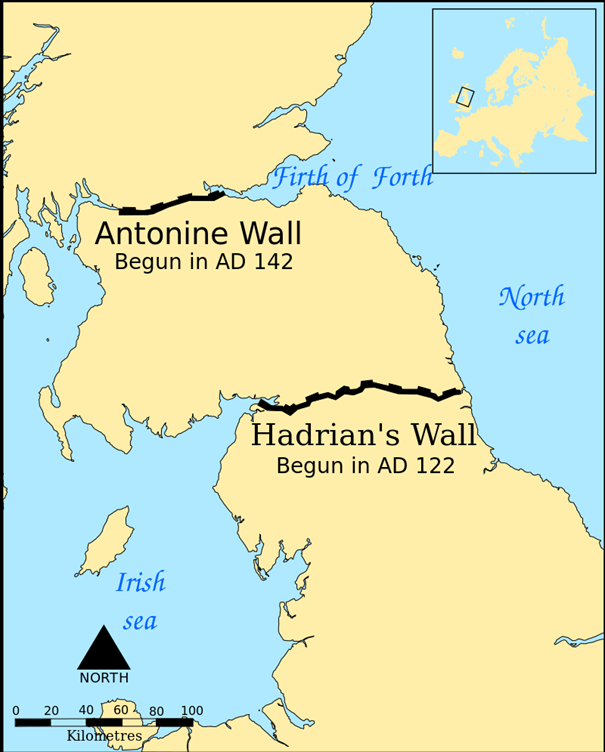 Firth of Forth
Antonine Wall
Begun in AD 142
North
sea
Hadrian's Wall
Begun in AD 122
Irish
sea
NORTH
0 20 40 60 80 100
Kilometres